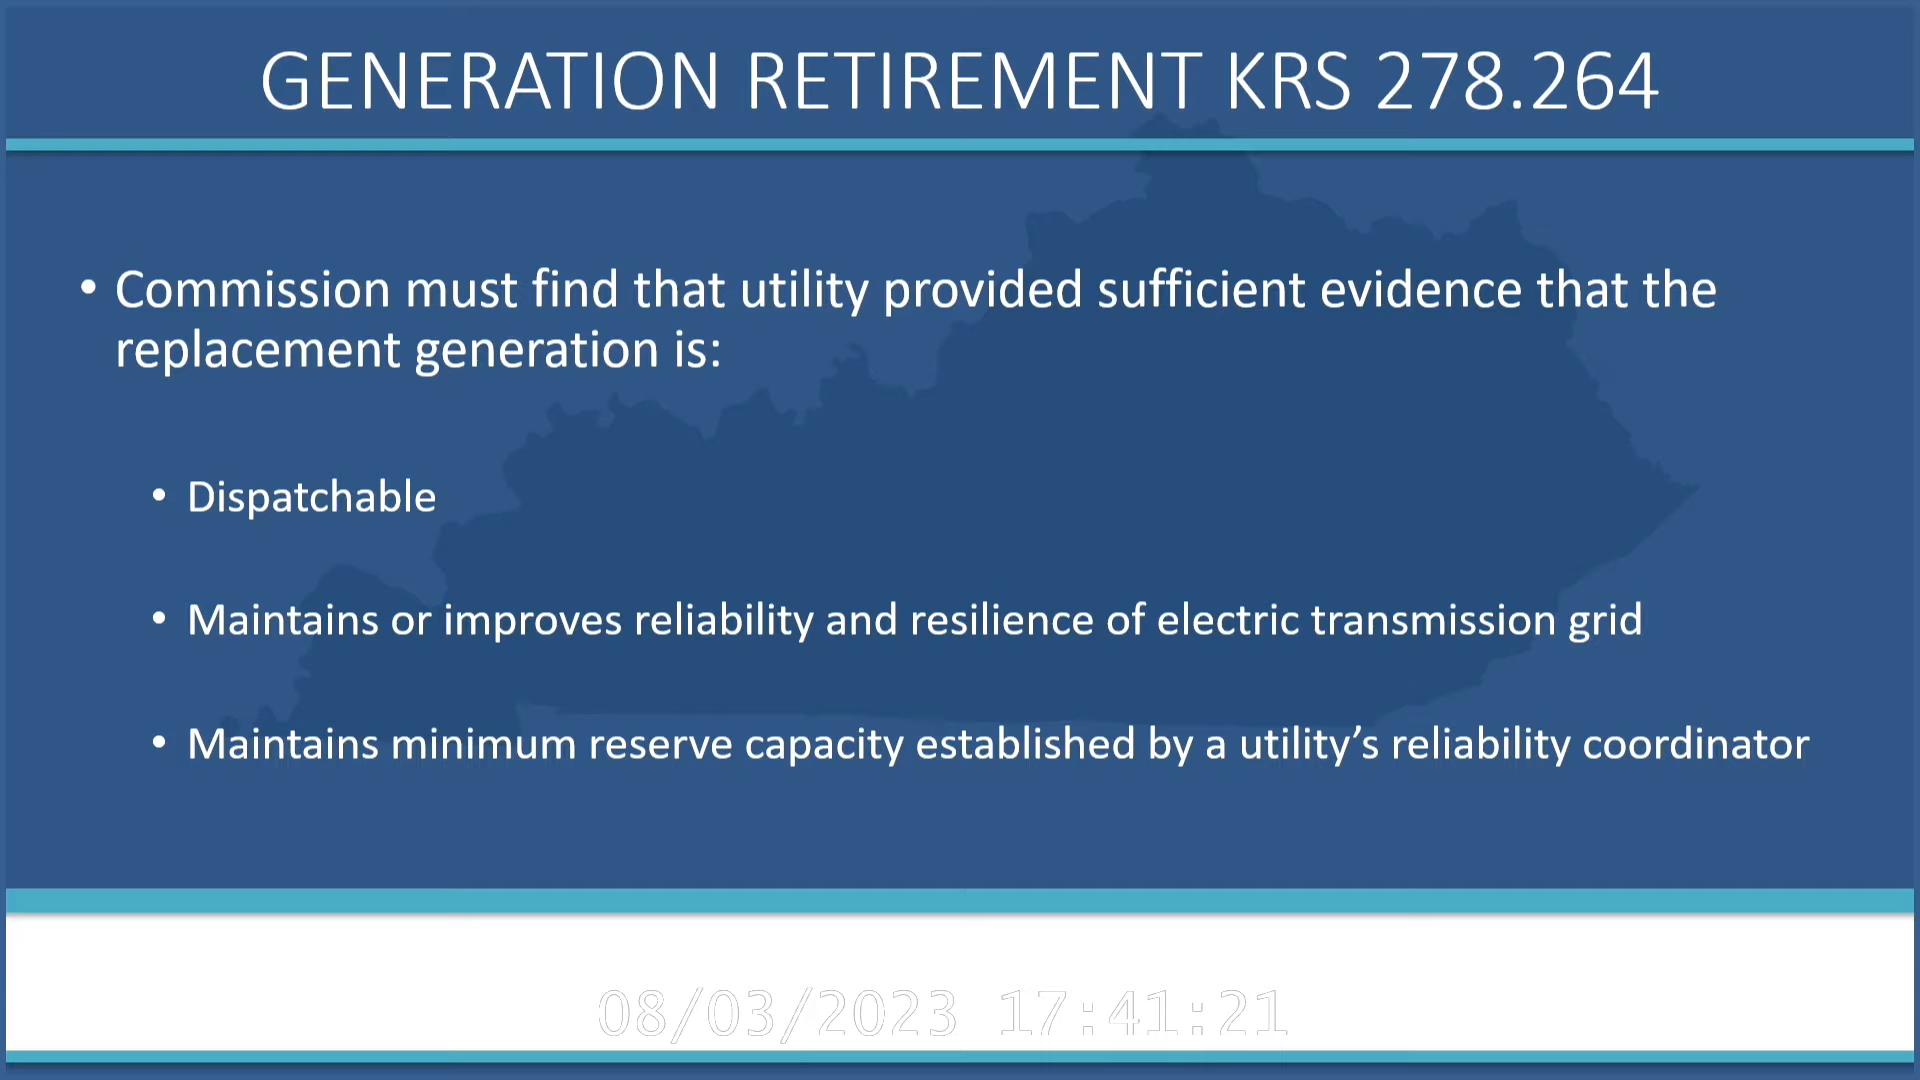 GENERATION RETIREMENT KRS 278.264
• Commission must find that utility provided sufficient evidence that the
replacement generation is:
• Dispatchable
• Maintains or improves reliability and resilience of electric transmission grid
• Maintains minimum reserve capacity established by a utility’s reliability coordinator
08/03/2023 17:41:21